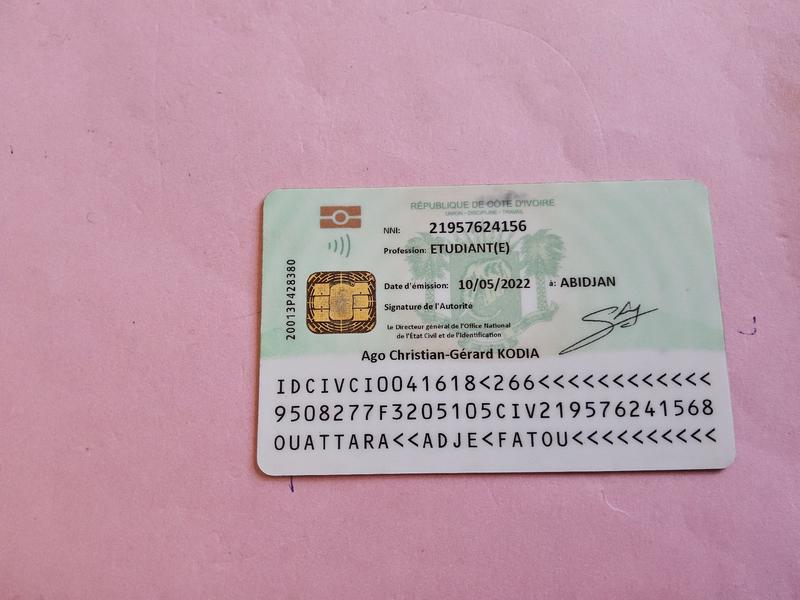 RÉPUBLIQUE DE CÔTE D'IVOIRE
UNION - DISCIPLINE - TRAVAIL
NNI: 21957624156
Profession: ETUDIANT(E)
Date d'émission: 10/05/2022 à: ABIDJAN
Signature de l'Autorité
le Directeur général de l'Office National
de l'État Civil et de l'Identification
Ago Christian-Gérard KODIA
20013P428380
IDCIVCI0041618<266<<<<<<<<<<<<
9508277F3205105CIV219576241568
OUATTARA<<ADJE<FATOU<<<<<<<<<<